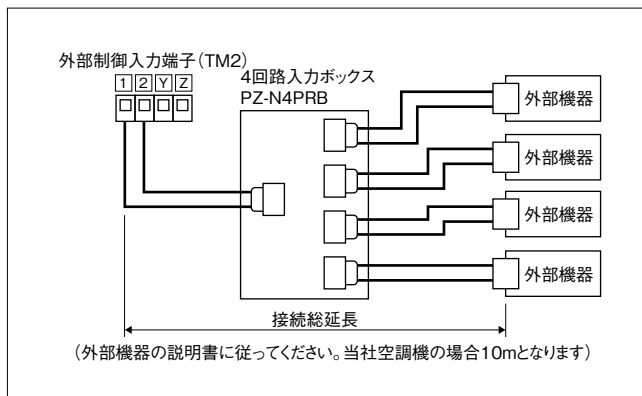 外部制御入力端子(TM2)
1 2 Y Z
4回路入力ボックス
PZ-N4PRB
外部機器
外部機器
外部機器
外部機器
接続総延長
(外部機器の説明書に従ってください。当社空調機の場合10mとなります)